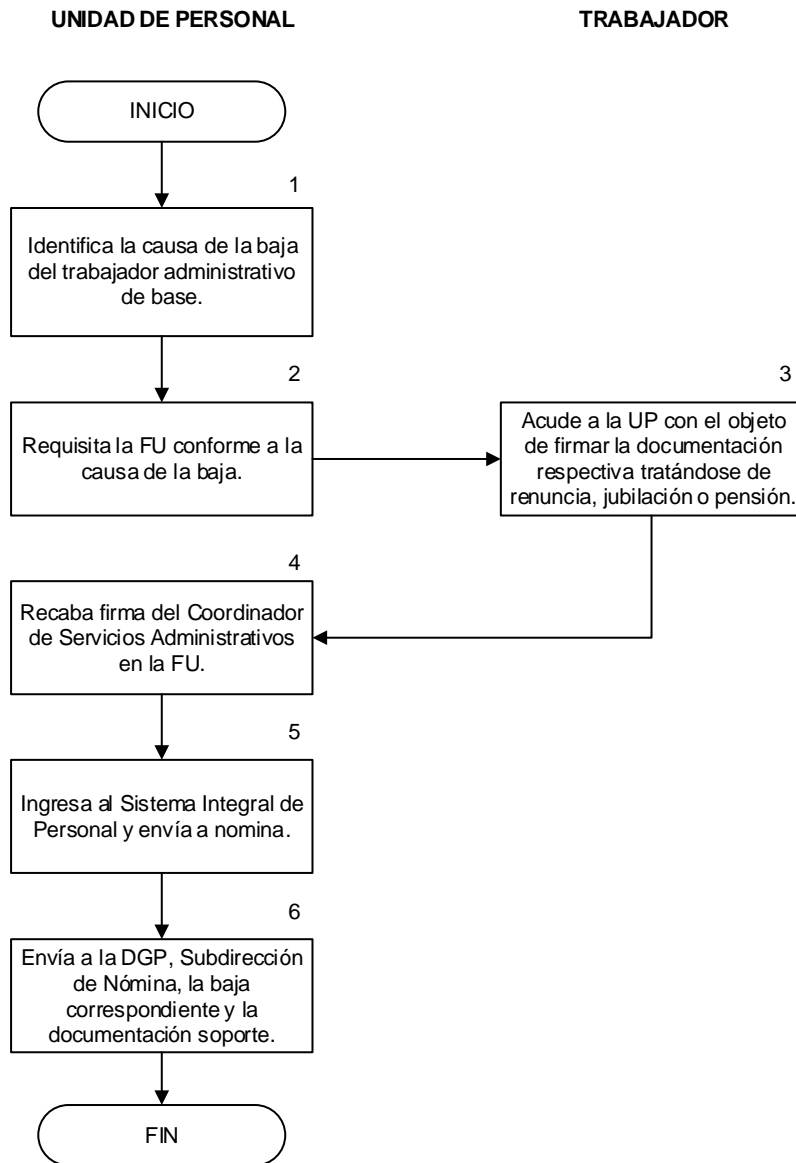 UNIDAD DE PERSONAL
TRABAJADOR
INICIO
1
Identifica la causa de la baja
del trabajador administrativo
de base.
2
Requisita la FU conforme a la
causa de la baja.
3
Acude a la UP con el objeto
de firmar la documentación
respectiva tratándose de
renuncia, jubilación o pensión.
4
Recaba firma del Coordinador
de Servicios Administrativos
en la FU.
5
Ingresa al Sistema Integral de
Personal y envía a nomina.
6
Envía a la DGP, Subdirección
de Nómina, la baja
correspondiente y la
documentación soporte.
FIN